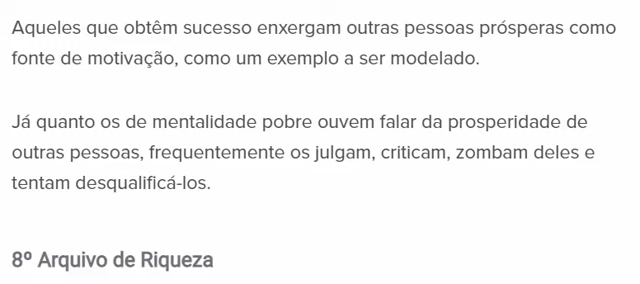 Aqueles que obtêm sucesso enxergam outras pessoas prósperas como
fonte de motivação, como um exemplo a ser modelado.
Já quanto os de mentalidade pobre ouvem falar da prosperidade de
outras pessoas, frequentemente os julgam, criticam, zombam deles e
tentam desqualificá-los.
8º Arquivo de Riqueza